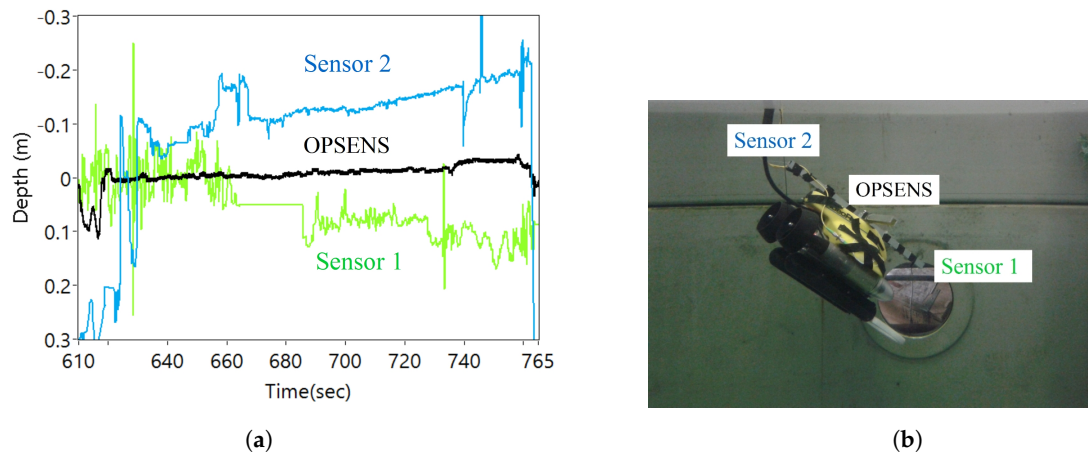 -0.3
-0.2
-0.1
0
0.1
0.2
0.3
Depth (m)
Sensor 2
OPSENS
Sensor 1
610 640 660 680 700 720 740 765
Time(sec)
(a)
Sensor 2
OPSENS
Sensor 1
(b)